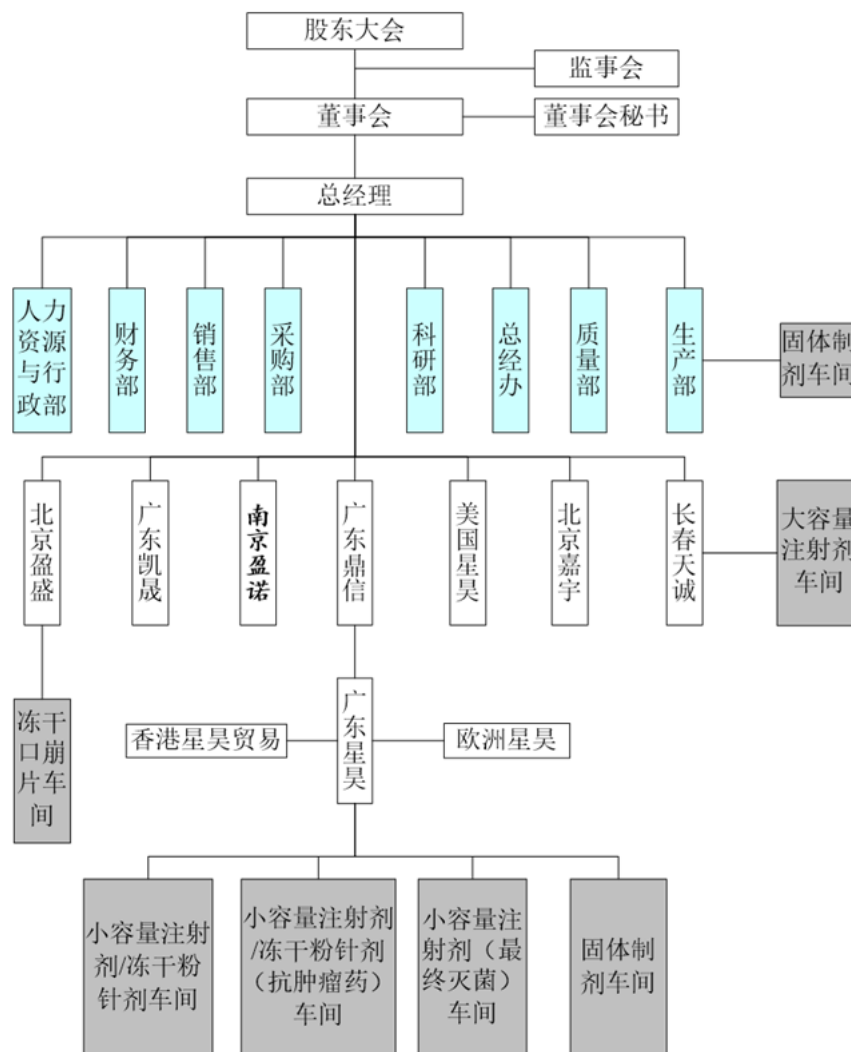 股东大会
监事会
董事会
董事会秘书
总经理
人力
资源
与行
政部
财务部
销售部
采购部
科研部
总经办
质量部
生产部
固体制
剂车间
北京盈盛
广东凯晟
南京盈诺
广东鼎信
美国星昊
北京嘉宇
长春天诚
大容量
注射剂
车间
冻干
口崩
片车
间
香港星昊贸易
广东星昊
欧洲星昊
小容量注射
剂/冻干粉
针剂车间
小容量注射剂
/冻干粉针剂
（抗肿瘤药）
车间
小容量注
射剂（最
终灭菌）
车间
固体制
剂车间